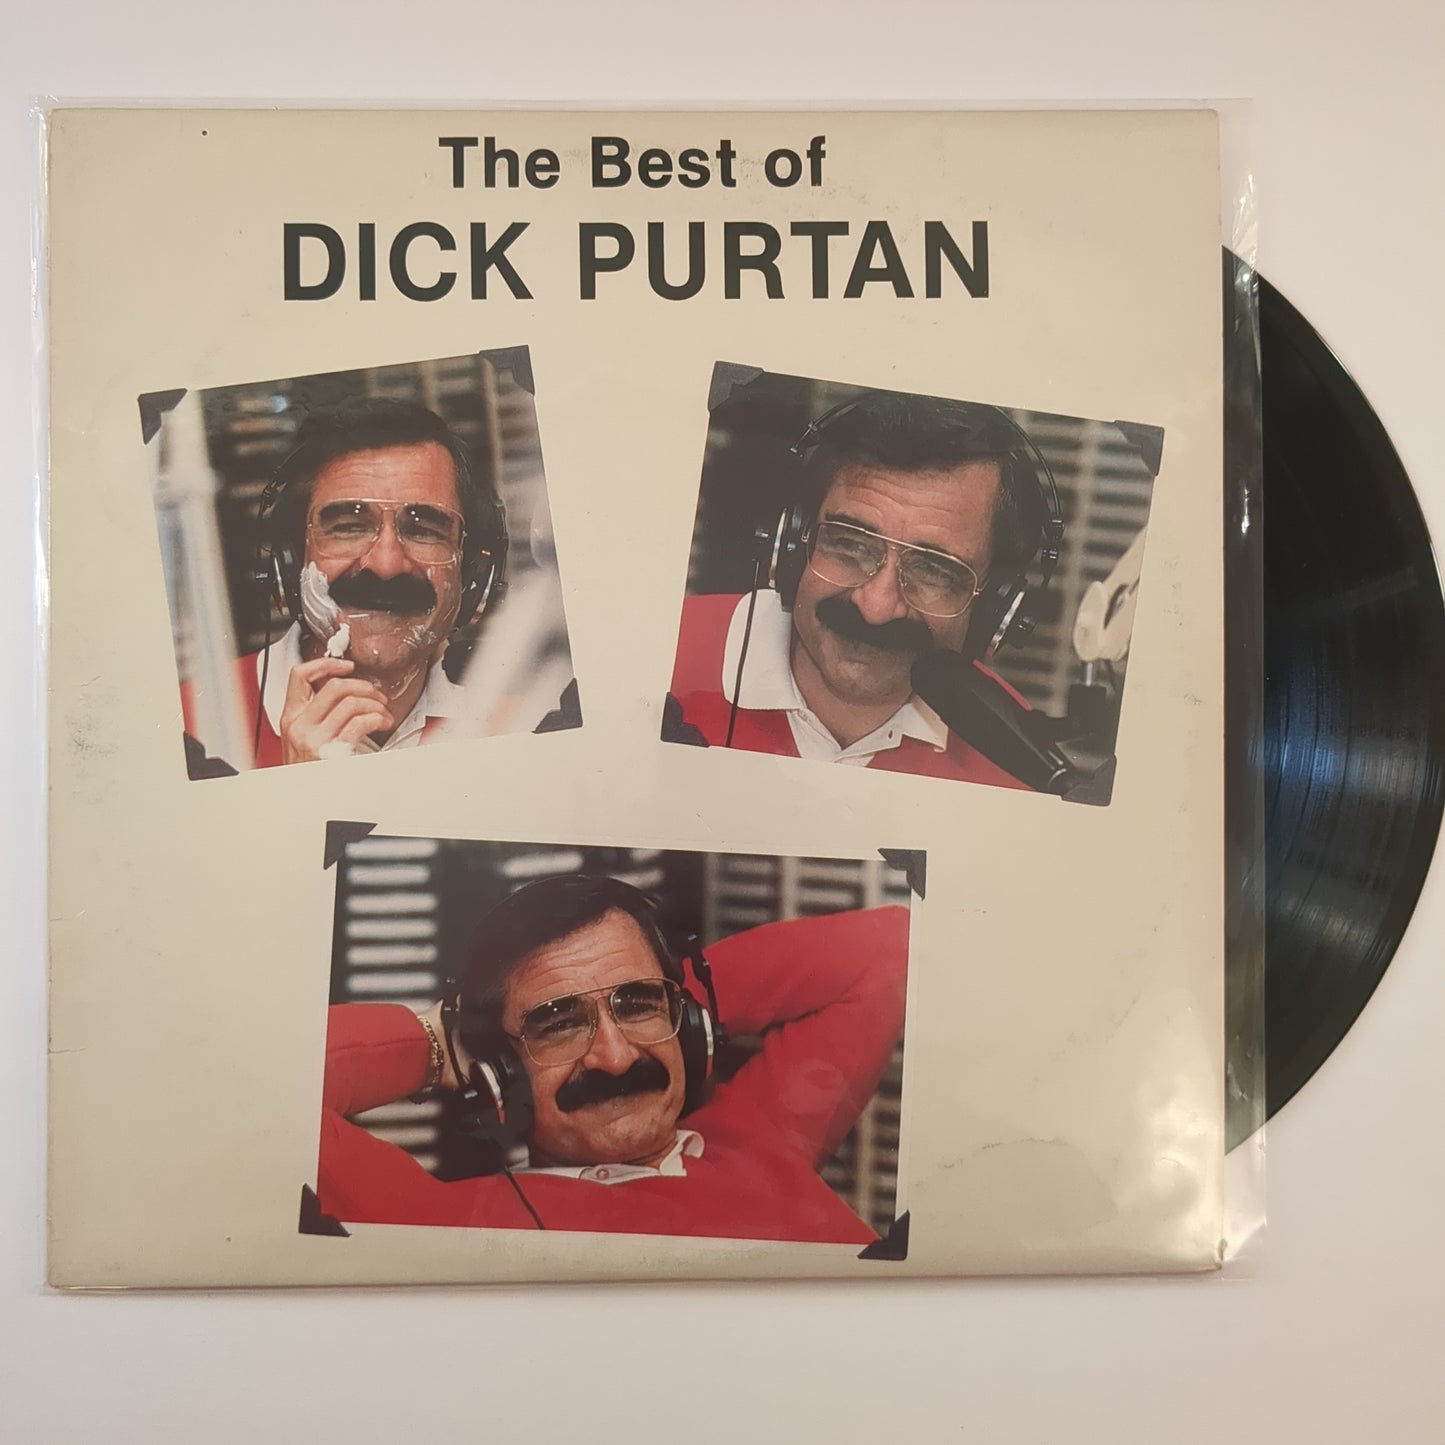 The Best of
DICK PURTAN